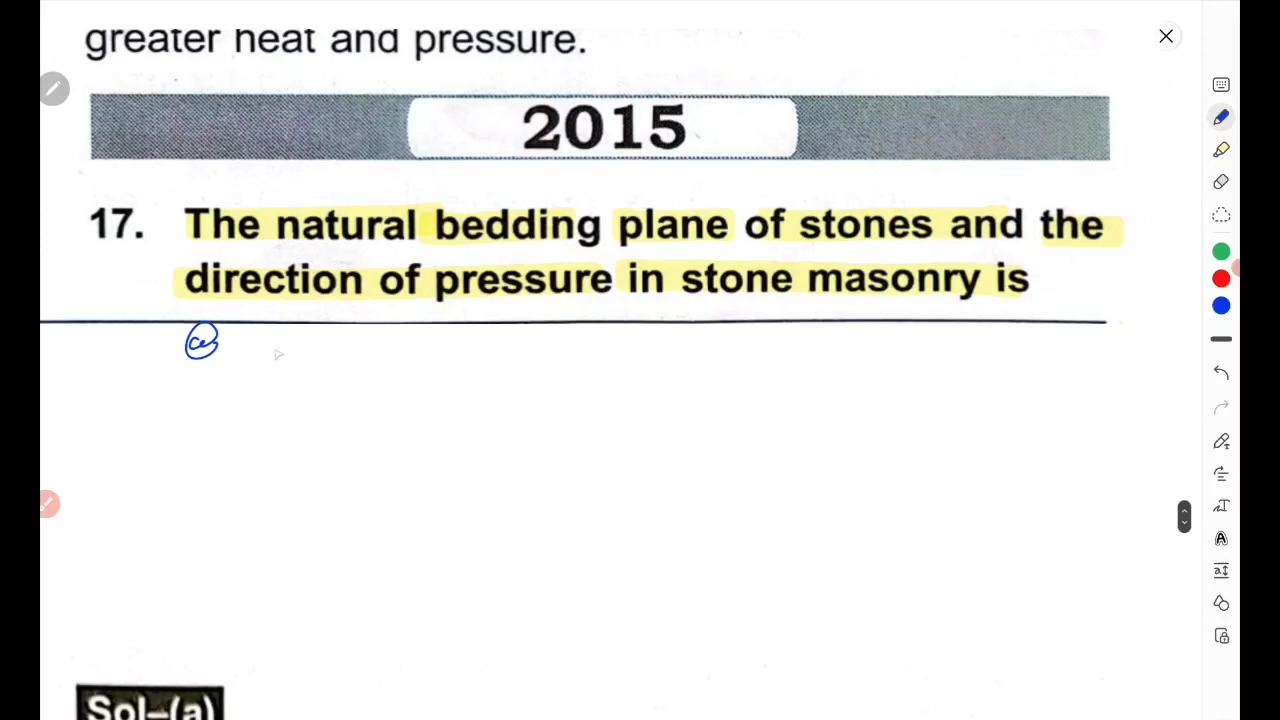 greater heat and pressure.
2015
17. The natural bedding plane of stones and the
direction of pressure in stone masonry is
a
Sol–(a)